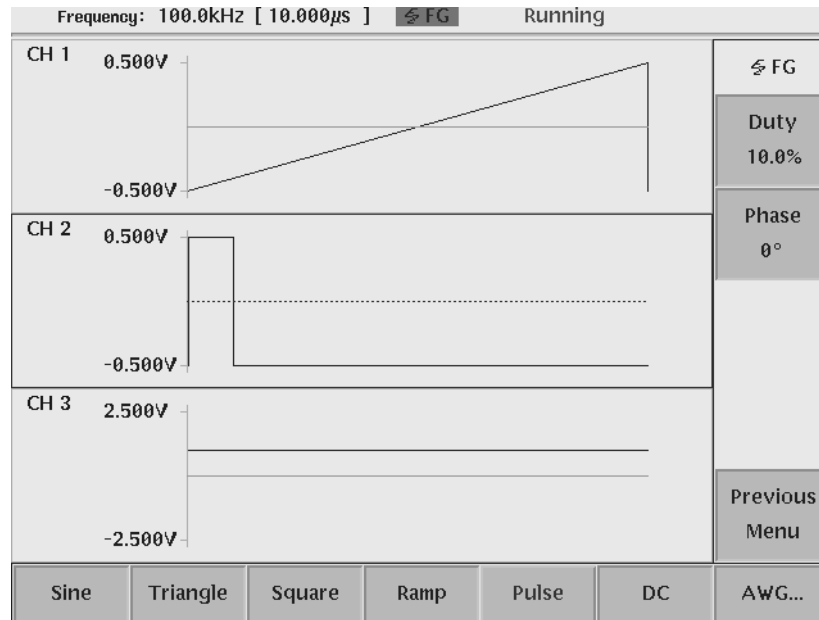 Frequency: 100.0kHz [ 10.000µs ] FG Running
CH 1
0.500V
-0.500V
CH 2
0.500V
-0.500V
CH 3
2.500V
-2.500V
FG
Duty
10.0%
Phase
0°
Previous
Menu
Sine Triangle Square Ramp Pulse DC AWG...